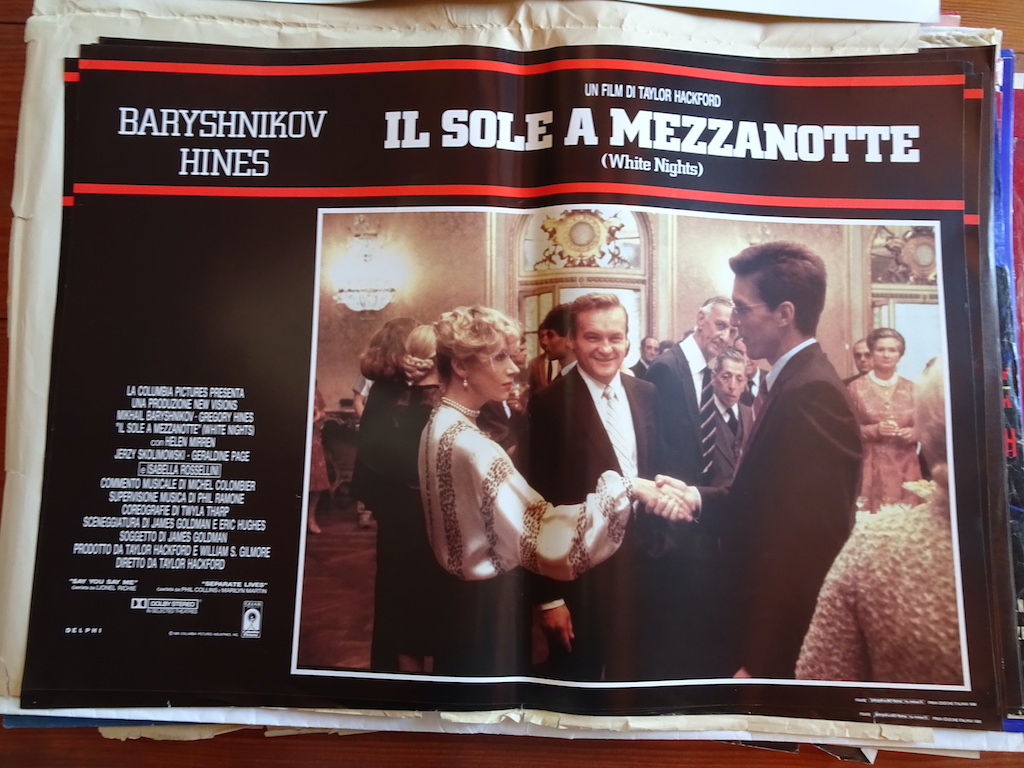 BARYSHNIKOV
HINES
UN FILM DI TAYLOR HACKFORD
IL SOLE A MEZZANOTTE
(White Nights)
LA COLUMBIA PICTURES PRESENTA
UNA PRODUZIONE NEW VISIONS
MIKHAIL BARYSHNIKOV - GREGORY HINES
"IL SOLE A MEZZANOTTE" (WHITE NIGHTS)
con HELEN MIRREN
JERZY SKOLIMOWSKI - GERALDINE PAGE
e ISABELLA ROSSELLINI
COMMENTO MUSICALE DI MICHEL COLOMBIER
SUPERVISIONE MUSICA DI PHIL RAMONE
COREOGRAFIE DI TWYLA THARP
SCENEGGIATURA DI JAMES GOLDMAN E ERIC HUGHES
SOGGETTO DI JAMES GOLDMAN
PRODOTTO DA TAYLOR HACKFORD E WILLIAM S. GILMORE
DIRETTO DA TAYLOR HACKFORD
"SAY YOU SAY ME"
CANTATA DA LIONEL RICHIE
"SEPARATE LIVES"
CANTATA DA PHIL COLLINS e MARILYN MARTIN
DOLBY STEREO
DELPHI